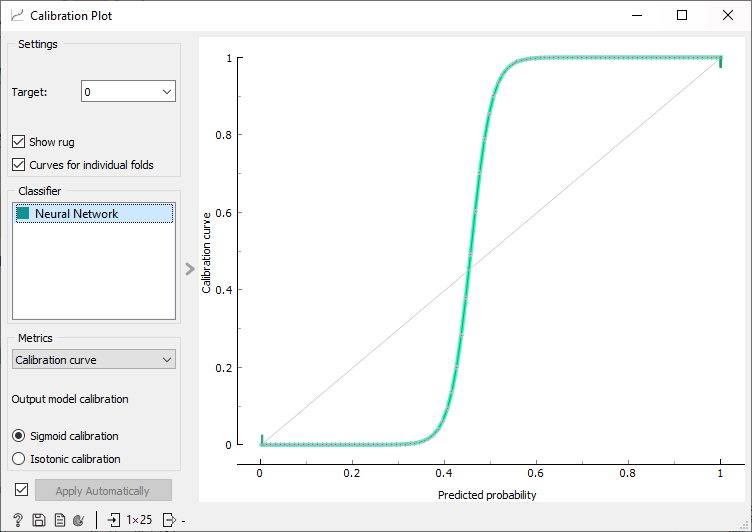 Calibration Plot
Settings
Target:
0
Show rug
Curves for individual folds
Classifier
Neural Network
Metrics
Calibration curve
Output model calibration
Sigmoid calibration
Isotonic calibration
Apply Automatically
? 1×25 -
Calibration curve
1
0.8
0.6
0.4
0.2
0
0 0.2 0.4 0.6 0.8 1
Predicted probability